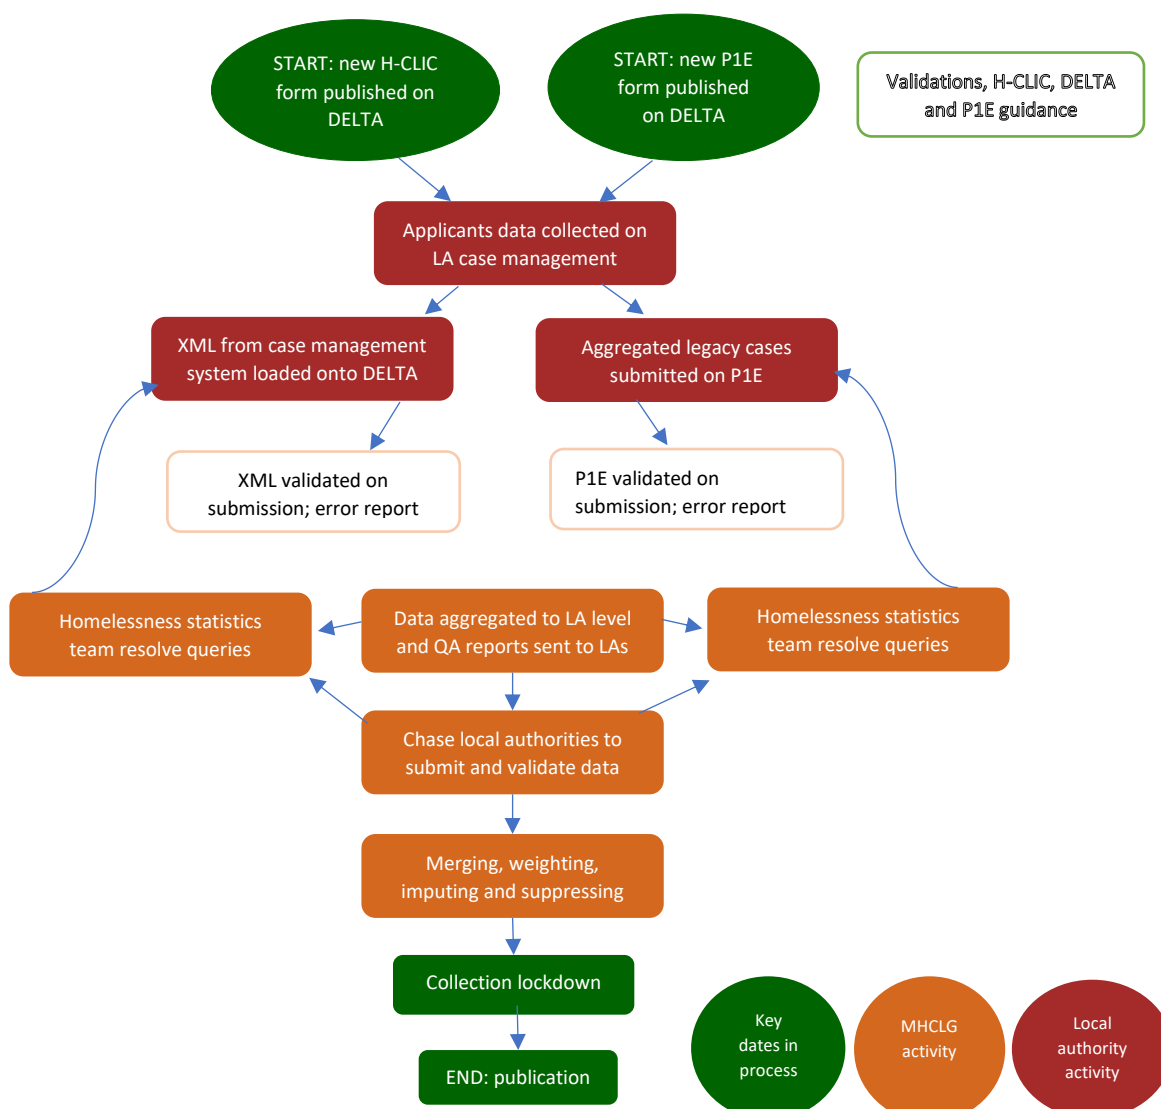 START: new H-CLIC
form published on
DELTA
START: new P1E
form published
on DELTA
Validations, H-CLIC, DELTA
and P1E guidance
Applicants data collected on
LA case management
XML from case management
system loaded onto DELTA
Aggregated legacy cases
submitted on P1E
XML validated on
submission; error report
P1E validated on
submission; error report
Homelessness statistics
team resolve queries
Data aggregated to LA level
and QA reports sent to LAs
Homelessness statistics
team resolve queries
Chase local authorities to
submit and validate data
Merging, weighting,
imputing and suppressing
Collection lockdown
END: publication
Key
dates in
process
MHCLG
activity
Local
authority
activity